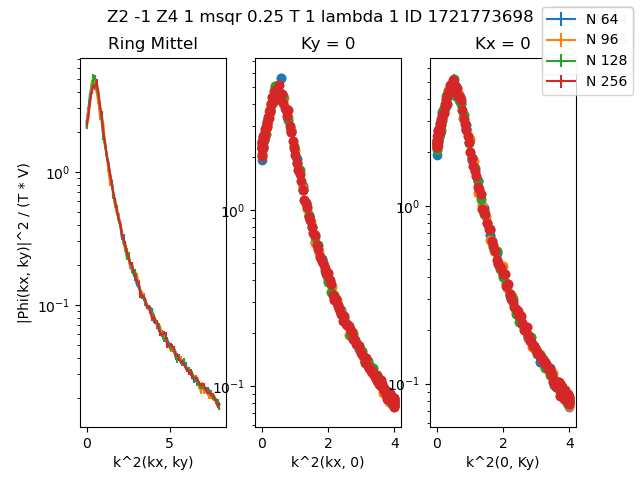 Z2 -1 Z4 1 msqr 0.25 T 1 lambda 1 ID 1721773698
N 64
N 96
N 128
N 256
Ring Mittel
Ky = 0
Kx = 0
|Phi(kx, ky)|^2 / (T * V)
10^0
10^-1
10^0
10^-1
10^0
10^-1
0
5
0
2
4
0
2
4
k^2(kx, ky)
k^2(kx, 0)
k^2(0, Ky)